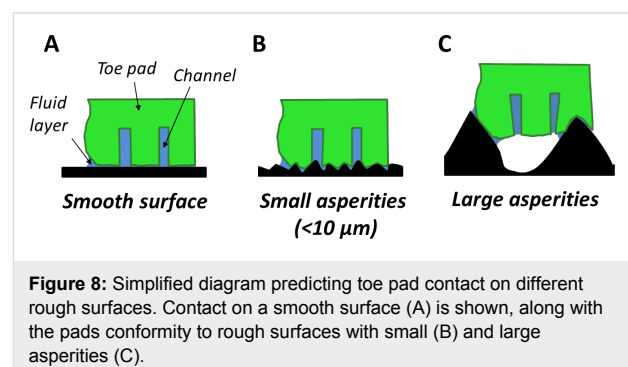 A
B
C
Toe pad
Channel
Fluid
layer
Smooth surface
Small asperities
(<10 µm)
Large asperities
Figure 8: Simplified diagram predicting toe pad contact on different
rough surfaces. Contact on a smooth surface (A) is shown, along with
the pads conformity to rough surfaces with small (B) and large
asperities (C).